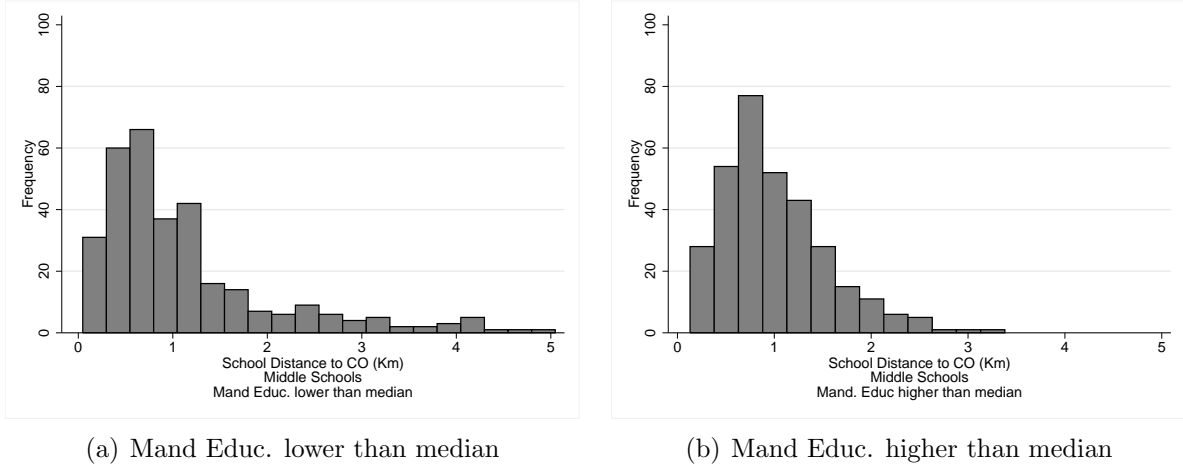 100
80
60
40
20
0
Frequency
0 1 2 3 4 5
School Distance to CO (Km)
Middle Schools
Mand Educ. lower than median
(a) Mand Educ. lower than median
100
80
60
40
20
0
Frequency
0 1 2 3 4 5
School Distance to CO (Km)
Middle Schools
Mand. Educ higher than median
(b) Mand Educ. higher than median